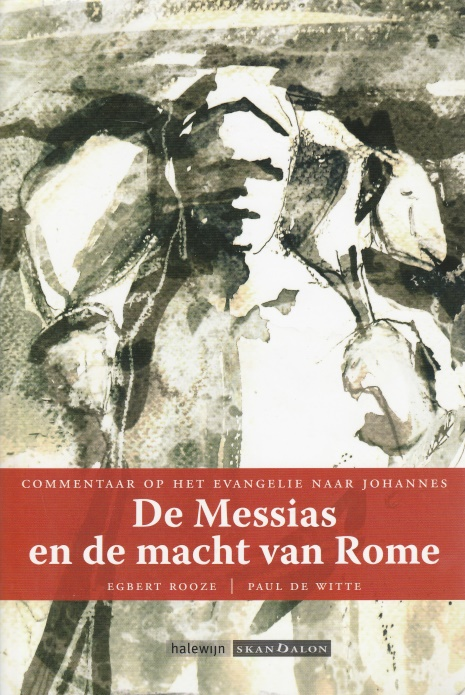 COMMENTAAR OP HET EVANGELIE NAAR JOHANNES
De Messias
en de macht van Rome
EGBERT ROOZE | PAUL DE WITTE
halewijn SKANDALON